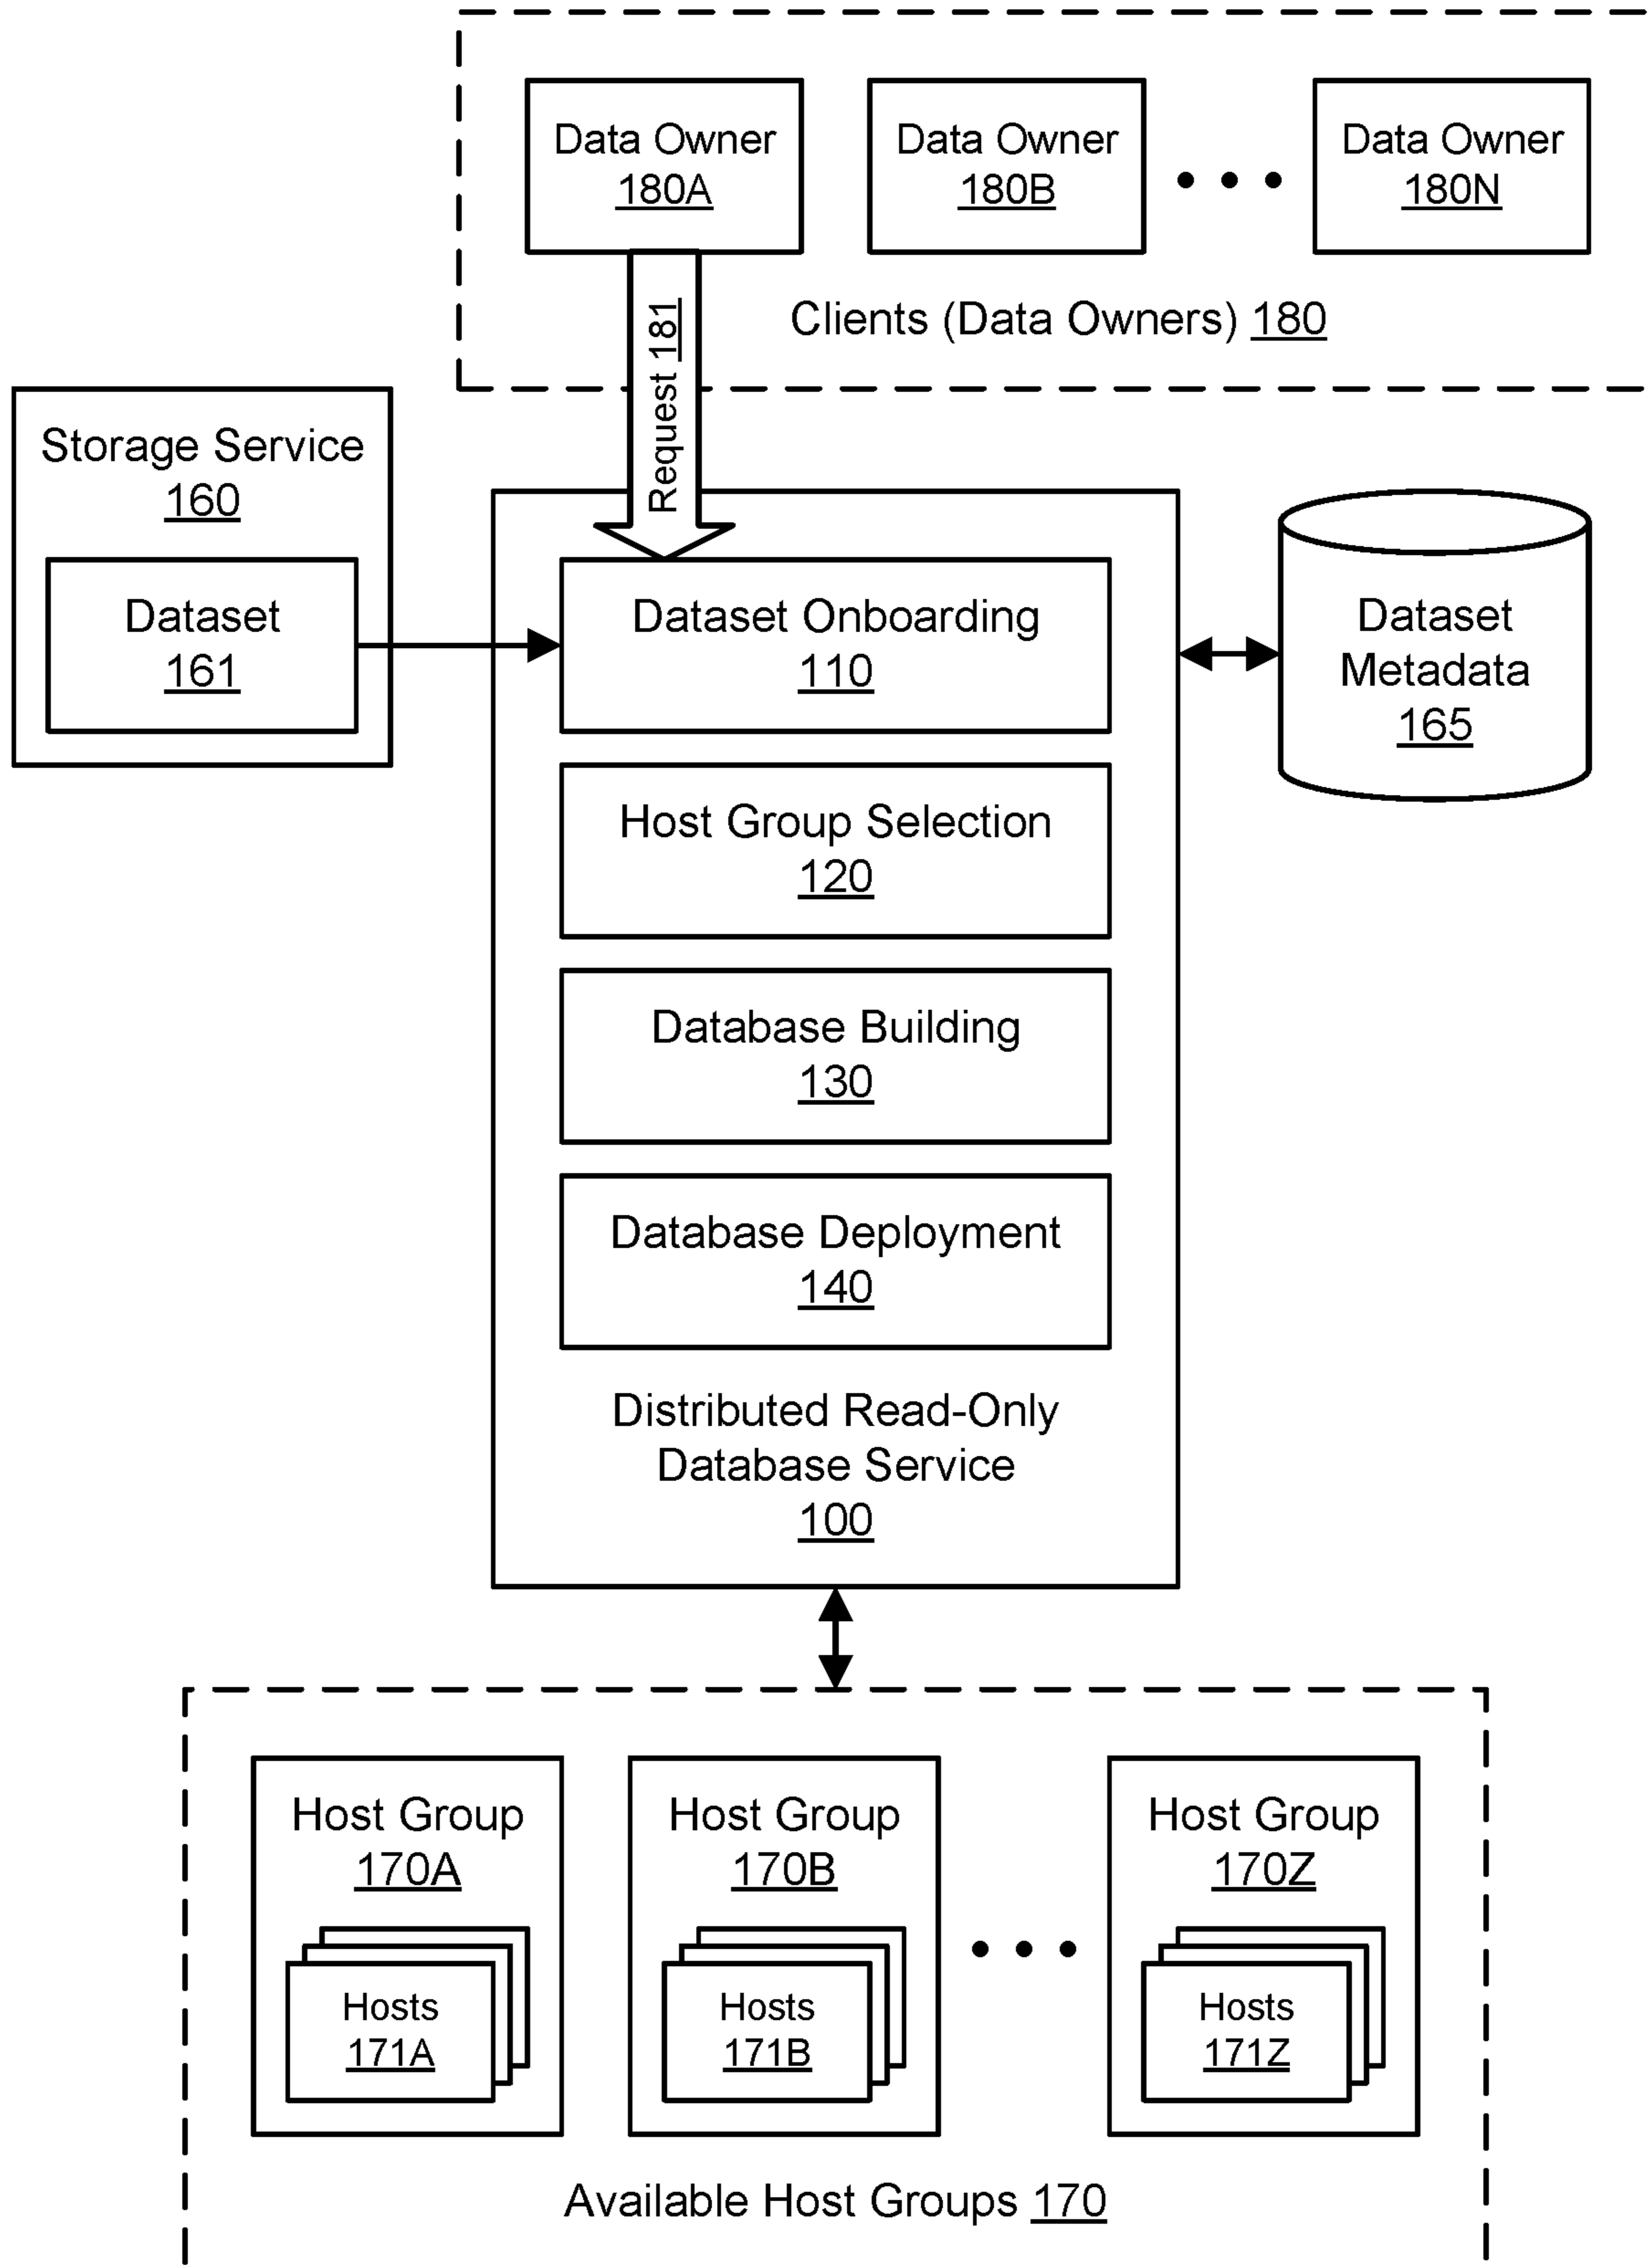 Data Owner
180A
Data Owner
180B
Data Owner
180N
Clients (Data Owners) 180
Request 181
Storage Service
160
Dataset
161
Dataset Onboarding
110
Dataset
Metadata
165
Host Group Selection
120
Database Building
130
Database Deployment
140
Distributed Read-Only
Database Service
100
Host Group
170A
Hosts
171A
Host Group
170B
Hosts
171B
Host Group
170Z
Hosts
171Z
Available Host Groups 170